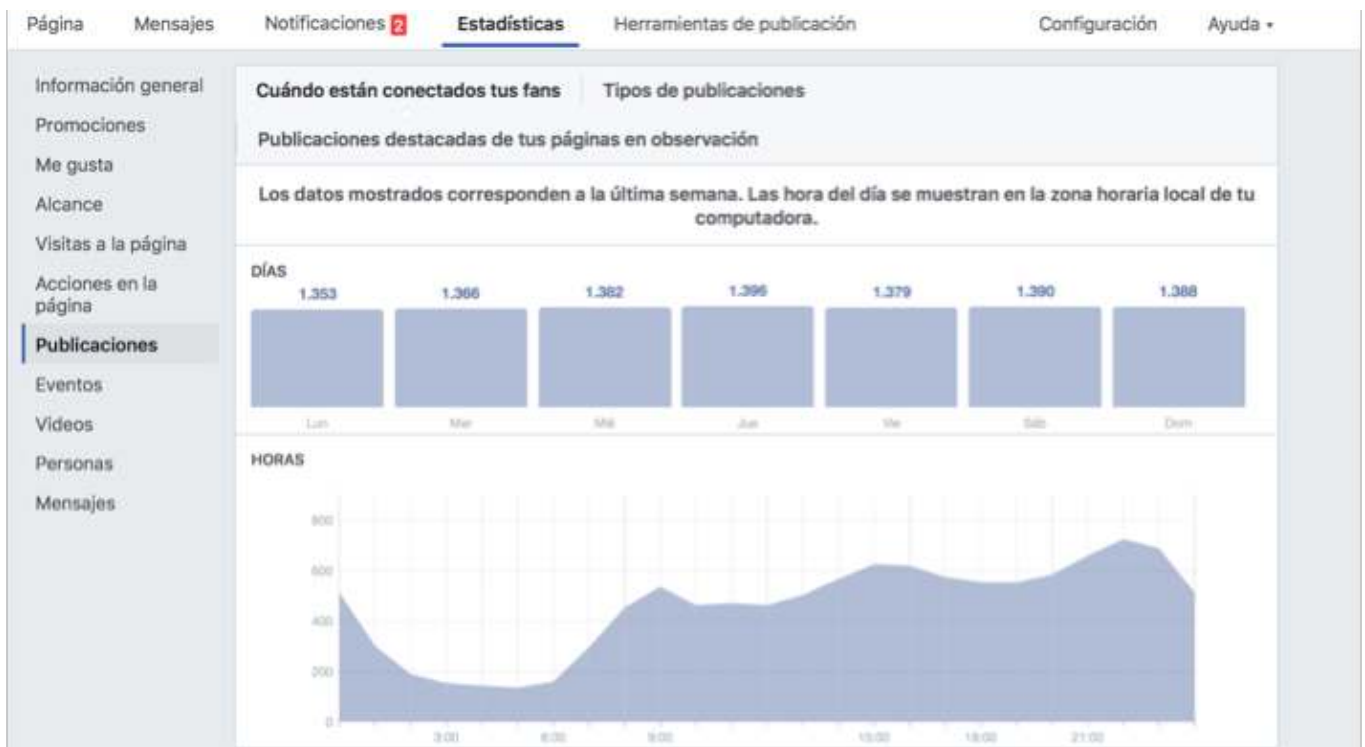 Página Mensajes Notificaciones 2 Estadísticas Herramientas de publicación Configuración Ayuda
Información general
Promociones
Me gusta
Alcance
Visitas a la página
Acciones en la
página
Publicaciones
Eventos
Videos
Personas
Mensajes
Cuándo están conectados tus fans Tipos de publicaciones
Publicaciones destacadas de tus páginas en observación
Los datos mostrados corresponden a la última semana. Las hora del día se muestran en la zona horaria local de tu
computadora.
DÍAS
1.353 1.366 1.382 1.396 1.379 1.390 1.388
Lun Mar Mié Jue Vie Sáb Dom
HORAS
800
600
400
200
0
3:00 6:00 9:00 15:00 18:00 21:00